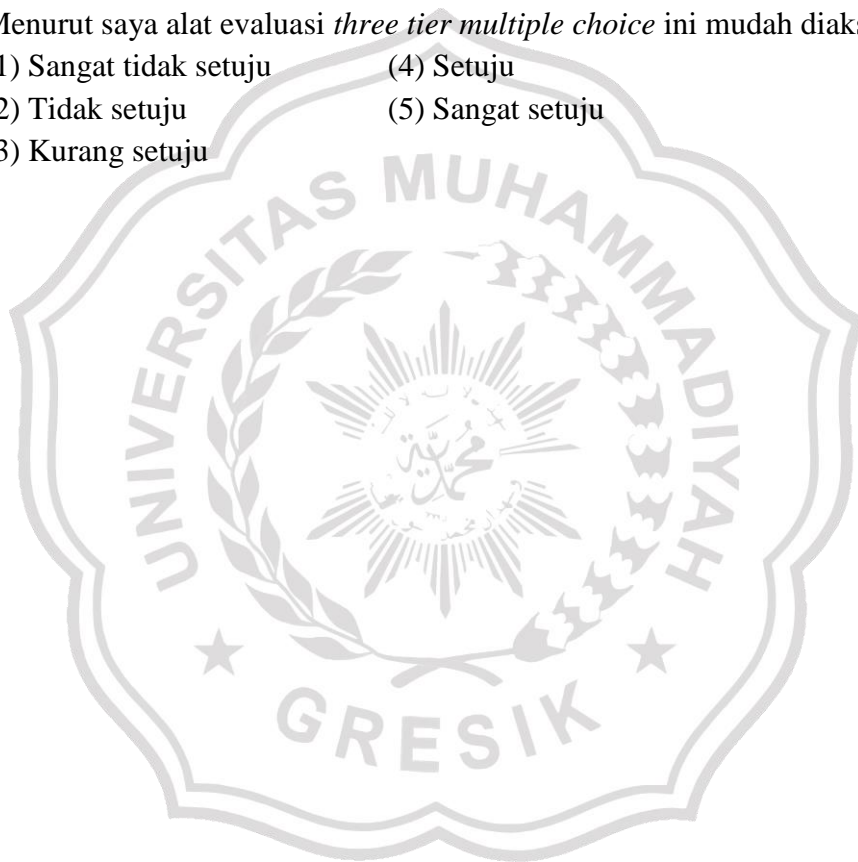 Menurut saya alat evaluasi three tier multiple choice ini mudah
1) Sangat tidak setuju (4) Setuju
2) Tidak setuju (5) Sangat setuju
3) Kurang setuju
UNIVERSITAS MUHAMMADIYAH
GRESIK